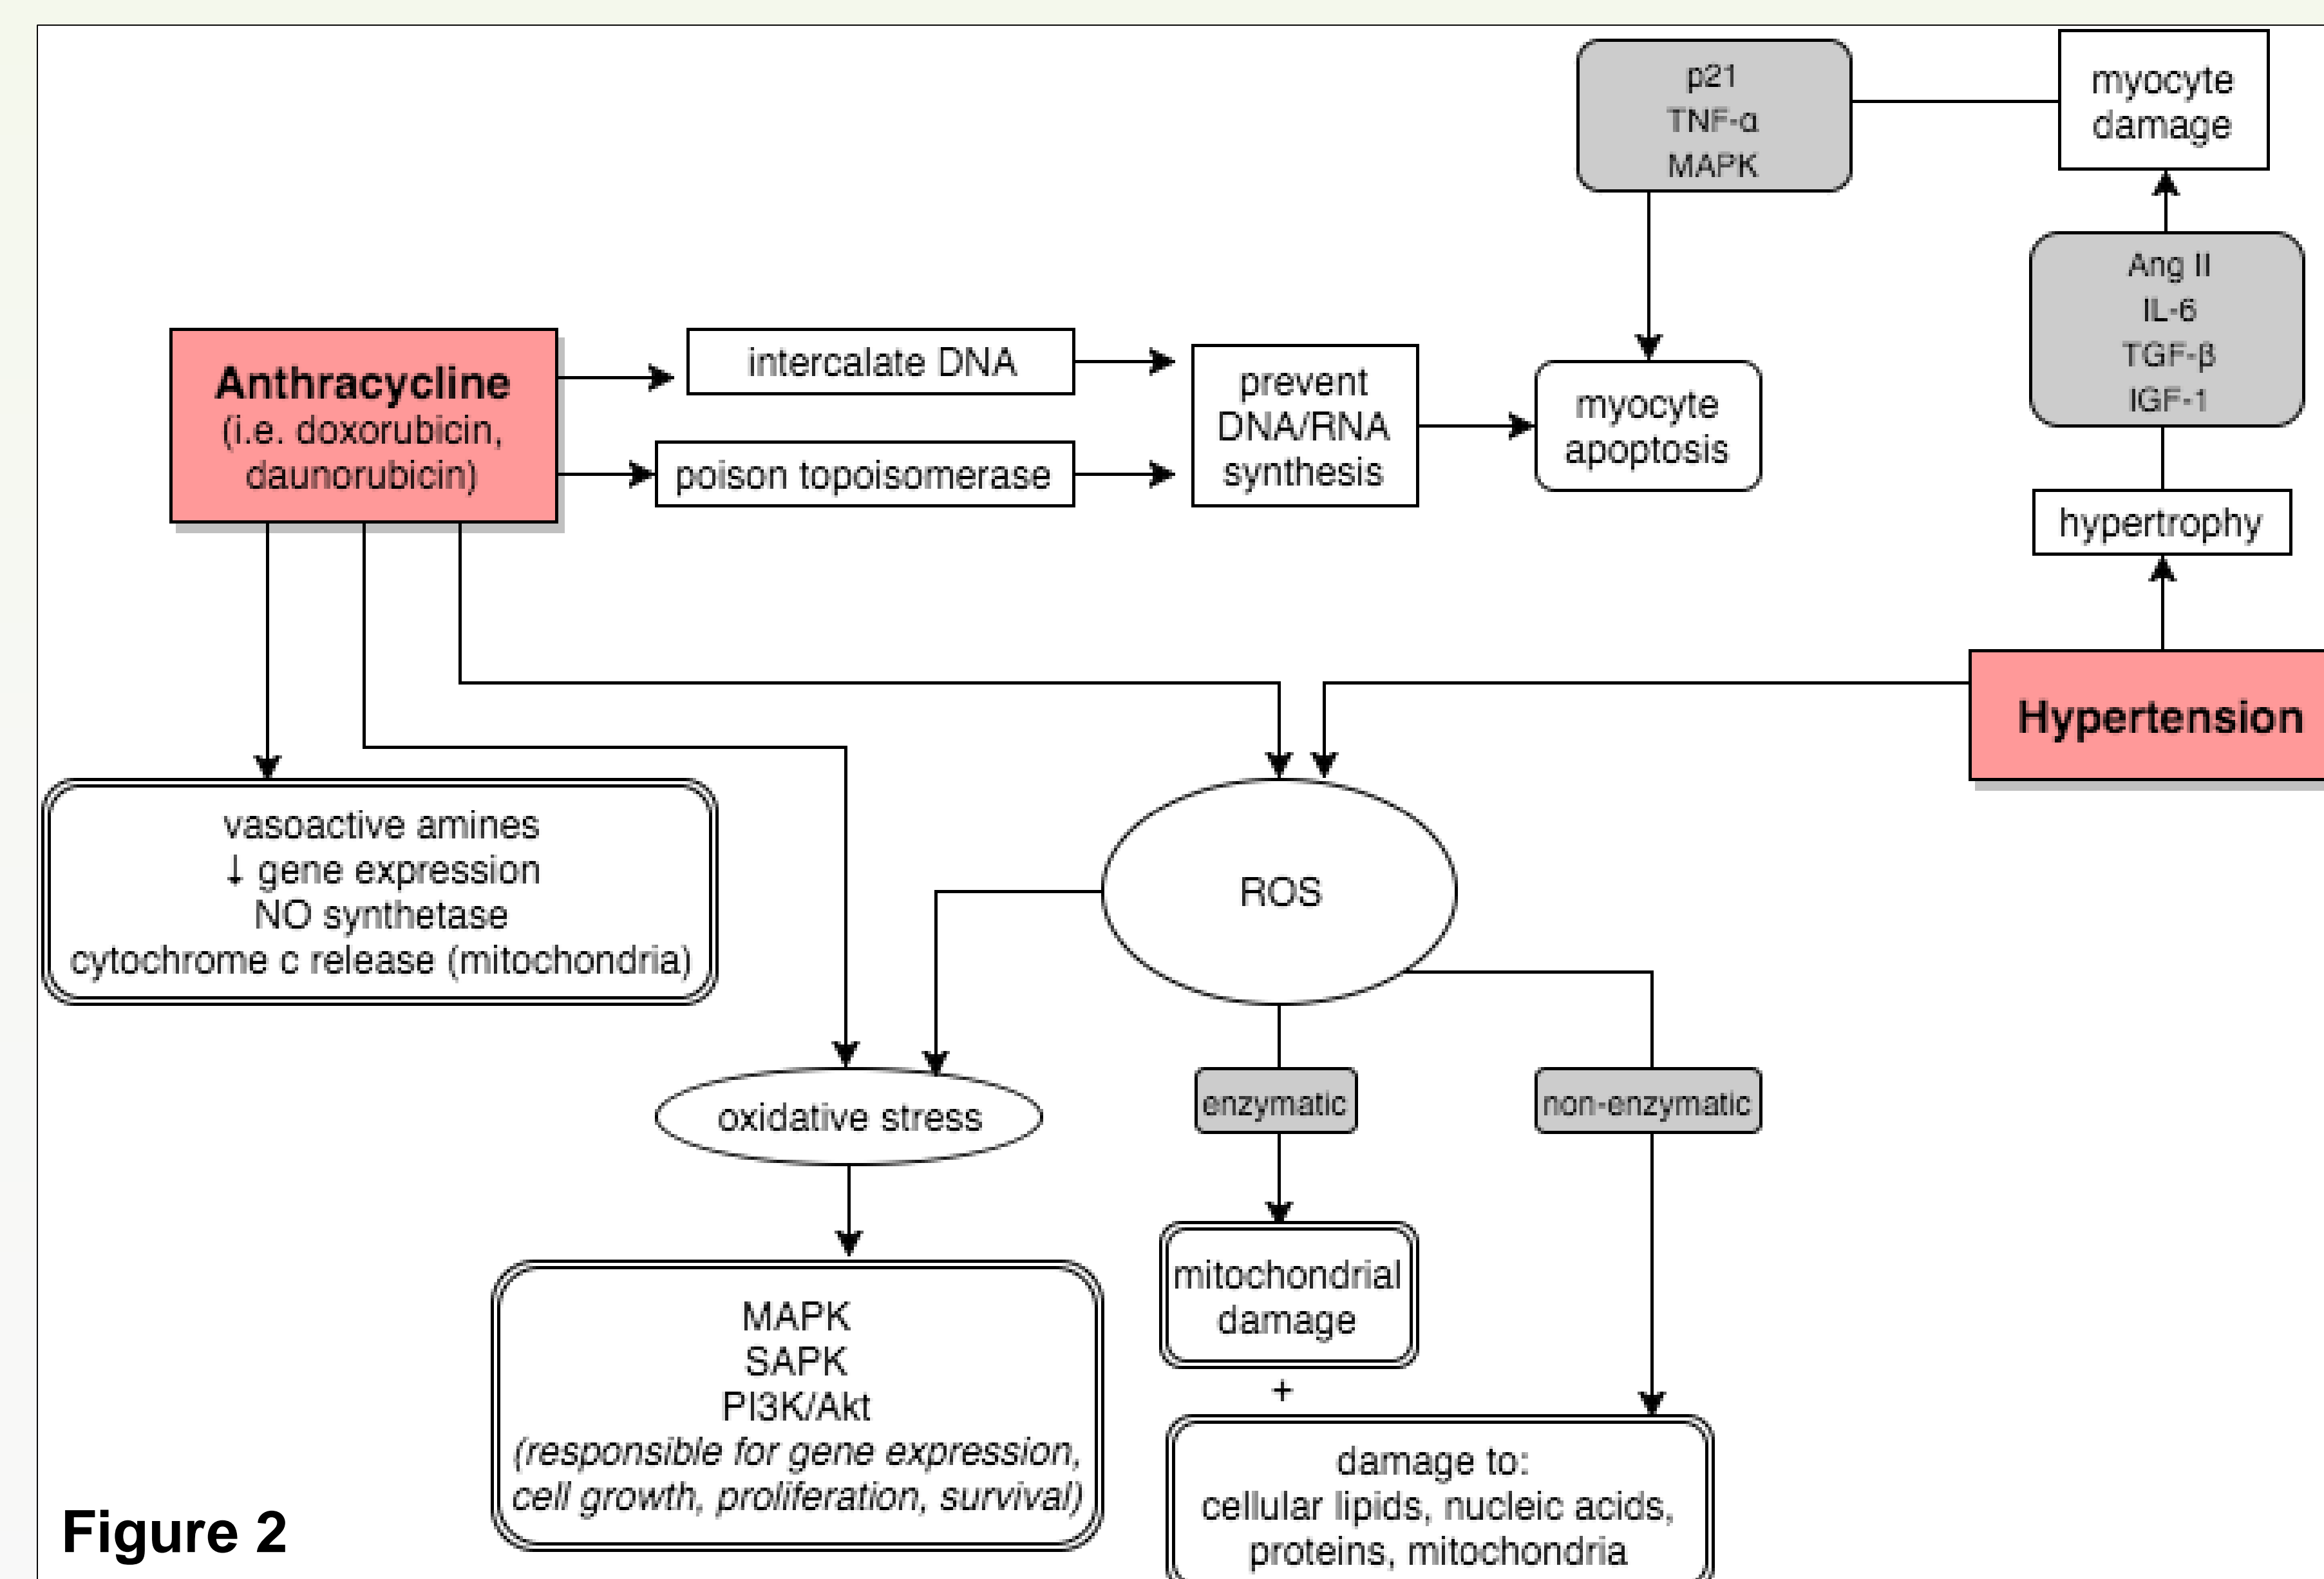 p21
TNF-α
MAPK
myocyte
damage
Ang II
IL-6
TGF-β
IGF-1
Anthracycline
(i.e. doxorubicin,
daunorubicin)
intercalate DNA
poison topoisomerase
prevent
DNA/RNA
synthesis
myocyte
apoptosis
hypertrophy
Hypertension
vasoactive amines
↓ gene expression
NO synthetase
cytochrome c release (mitochondria)
ROS
oxidative stress
enzymatic
non-enzymatic
mitochondrial
damage
+
MAPK
SAPK
PI3K/Akt
(responsible for gene expression,
cell growth, proliferation, survival)
damage to:
cellular lipids, nucleic acids,
proteins, mitochondria
Figure 2